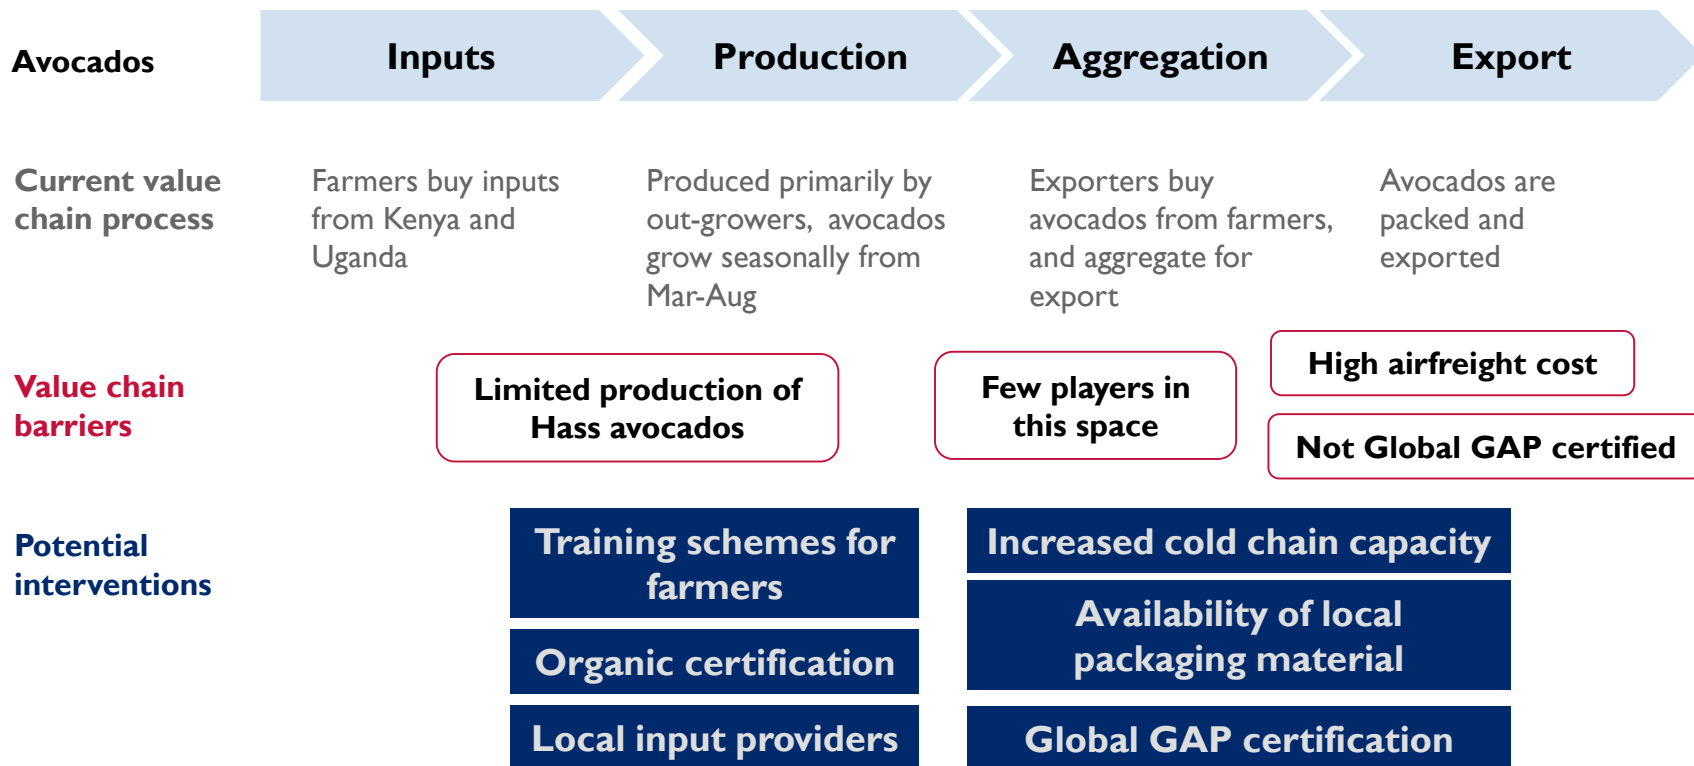 Avocados
Inputs
Production
Aggregation
Export
Current value
chain process
Farmers buy inputs
from Kenya and
Uganda
Produced primarily by
out-growers, avocados
grow seasonally from
Mar-Aug
Exporters buy
avocados from farmers,
and aggregate for
export
Avocados are
packed and
exported
Value chain
barriers
Limited production of
Hass avocados
Few players in
this space
High airfreight cost
Not Global GAP certified
Potential
interventions
Training schemes for
farmers
Organic certification
Local input providers
Increased cold chain capacity
Availability of local
packaging material
Global GAP certification